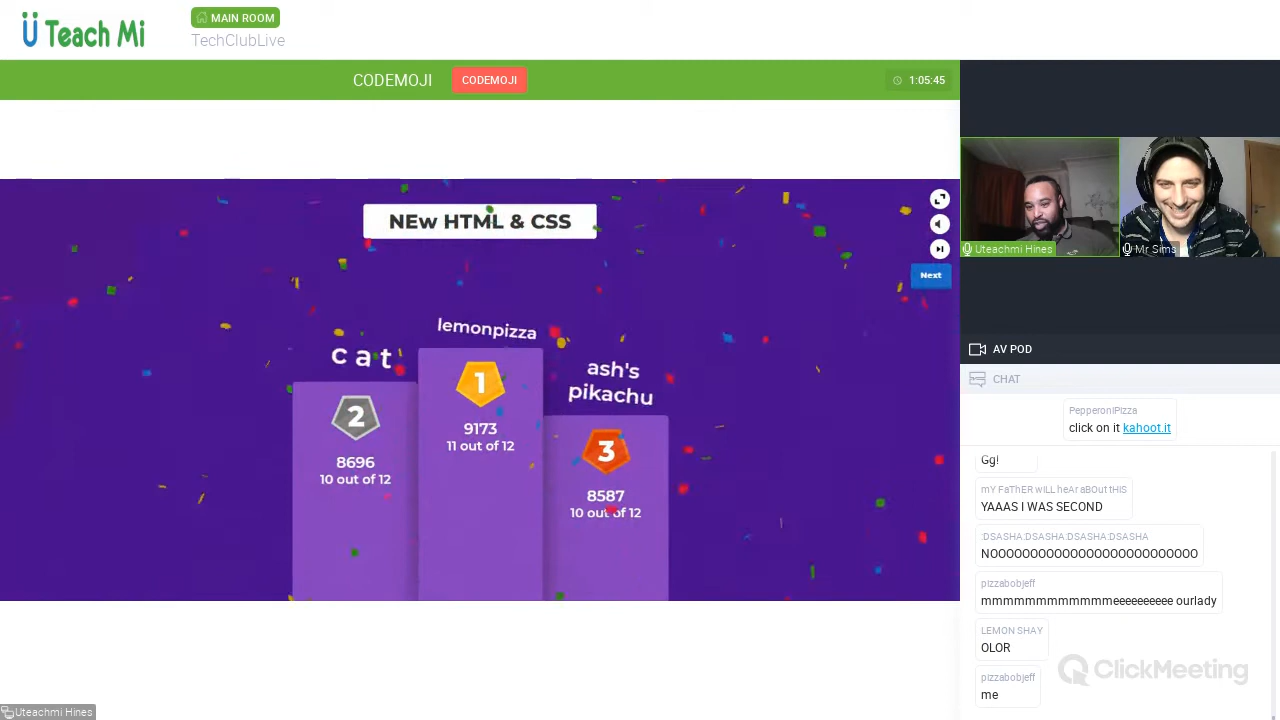 Ü Teach Mi
MAIN ROOM
TechClubLive
CODEMOJI
CODEMOJI
1:05:45
NEw HTML & CSS
Next
lemonpizza
cat
ash's
pikachu
1
9173
11 out of 12
2
8696
10 out of 12
3
8587
10 out of 12
Uteachmi Hines
Uteachmi Hines
Mr Sims
AV POD
CHAT
PepperoniPizza
click on it kahoot.it
Gg!
mY FaThER wiLL heAr aBOut tHIS
YAAAS I WAS SECOND
:DSASHA:DSASHA:DSASHA:DSASHA
NOOOOOOOOOOOOOOOOOOOOOOOOOO
pizzabobjeff
mmmmmmmmmmmmeeeeeeeeee ourlady
LEMON SHAY
OLOR
pizzabobjeff
me
ClickMeeting